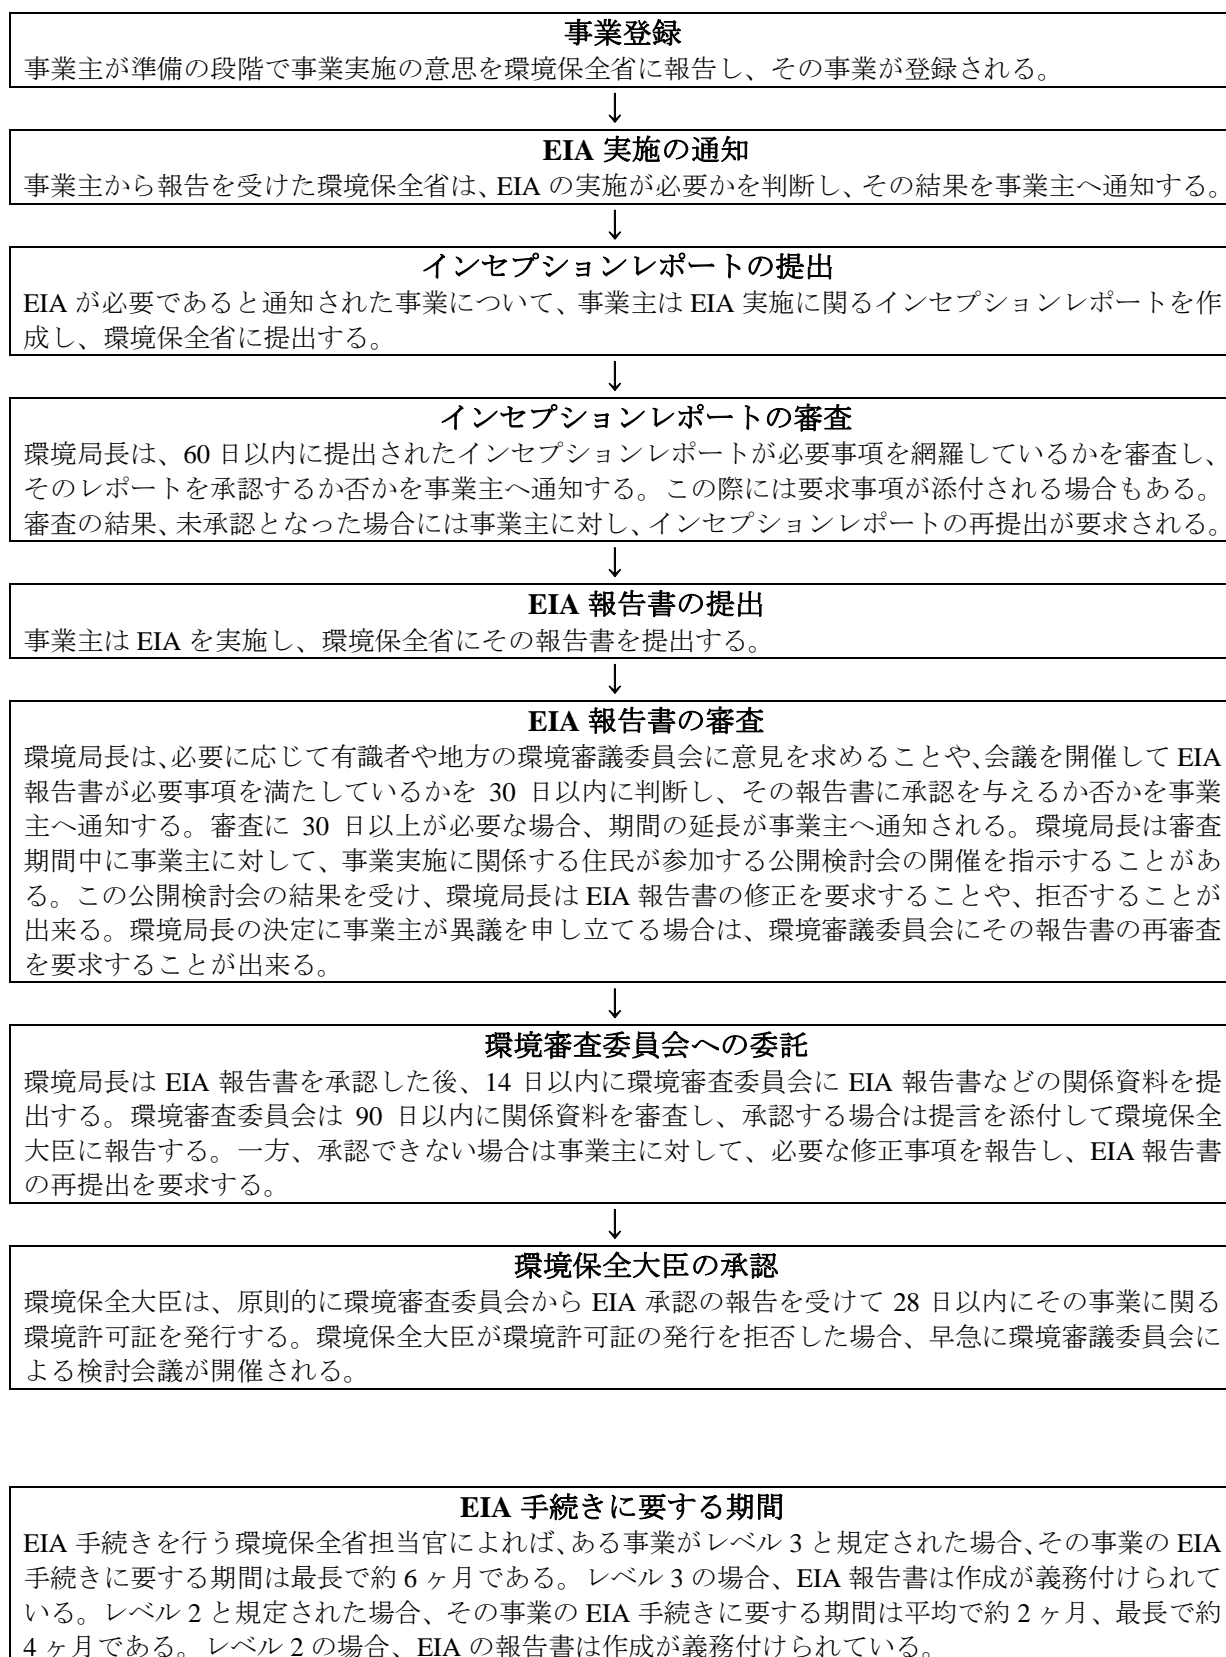 事業登録
事業主が準備の段階で事業実施の意思を環境保全省に報告し、その事業が登録される。
↓
EIA 実施の通知
事業主から報告を受けた環境保全省は、EIA の実施が必要かを判断し、その結果を事業主へ通知する。
↓
インセプションレポートの提出
EIA が必要であると通知された事業について、事業主は EIA 実施に関るインセプションレポートを作
成し、環境保全省に提出する。
↓
インセプションレポートの審査
環境局長は、60 日以内に提出されたインセプションレポートが必要事項を網羅しているかを審査し、
そのレポートを承認するか否かを事業主へ通知する。この際には要求事項が添付される場合もある。
審査の結果、未承認となった場合には事業主に対し、インセプションレポートの再提出が要求される。
↓
EIA 報告書の提出
事業主は EIA を実施し、環境保全省にその報告書を提出する。
↓
EIA 報告書の審査
環境局長は、必要に応じて有識者や地方の環境審議委員会に意見を求めることや、会議を開催して EIA
報告書が必要事項を満たしているかを 30 日以内に判断し、その報告書に承認を与えるか否かを事業
主へ通知する。審査に 30 日以上が必要な場合、期間の延長が事業主へ通知される。環境局長は審査
期間中に事業主に対して、事業実施に関係する住民が参加する公開検討会の開催を指示することがあ
る。この公開検討会の結果を受け、環境局長は EIA 報告書の修正を要求することや、拒否することが
出来る。環境局長の決定に事業主が異議を申し立てる場合は、環境審議委員会にその報告書の再審査
を要求することが出来る。
↓
環境審査委員会への委託
環境局長は EIA 報告書を承認した後、14 日以内に環境審査委員会に EIA 報告書などの関係資料を提
出する。環境審査委員会は 90 日以内に関係資料を審査し、承認する場合は提言を添付して環境保全
大臣に報告する。一方、承認できない場合は事業主に対して、必要な修正事項を報告し、EIA 報告書
の再提出を要求する。
↓
環境保全大臣の承認
環境保全大臣は、原則的に環境審査委員会から EIA 承認の報告を受けて 28 日以内にその事業に関る
環境許可証を発行する。環境保全大臣が環境許可証の発行を拒否した場合、早急に環境審議委員会に
よる検討会議が開催される。
EIA 手続きに要する期間
EIA 手続きを行う環境保全省担当官によれば、ある事業がレベル 3 と規定された場合、その事業の EIA
手続きに要する期間は最長で約 6 ヶ月である。レベル 3 の場合、EIA 報告書は作成が義務付けられて
いる。レベル 2 と規定された場合、その事業の EIA 手続きに要する期間は平均で約 2 ヶ月、最長で約
4 ヶ月である。レベル 2 の場合、EIA の報告書は作成が義務付けられている。